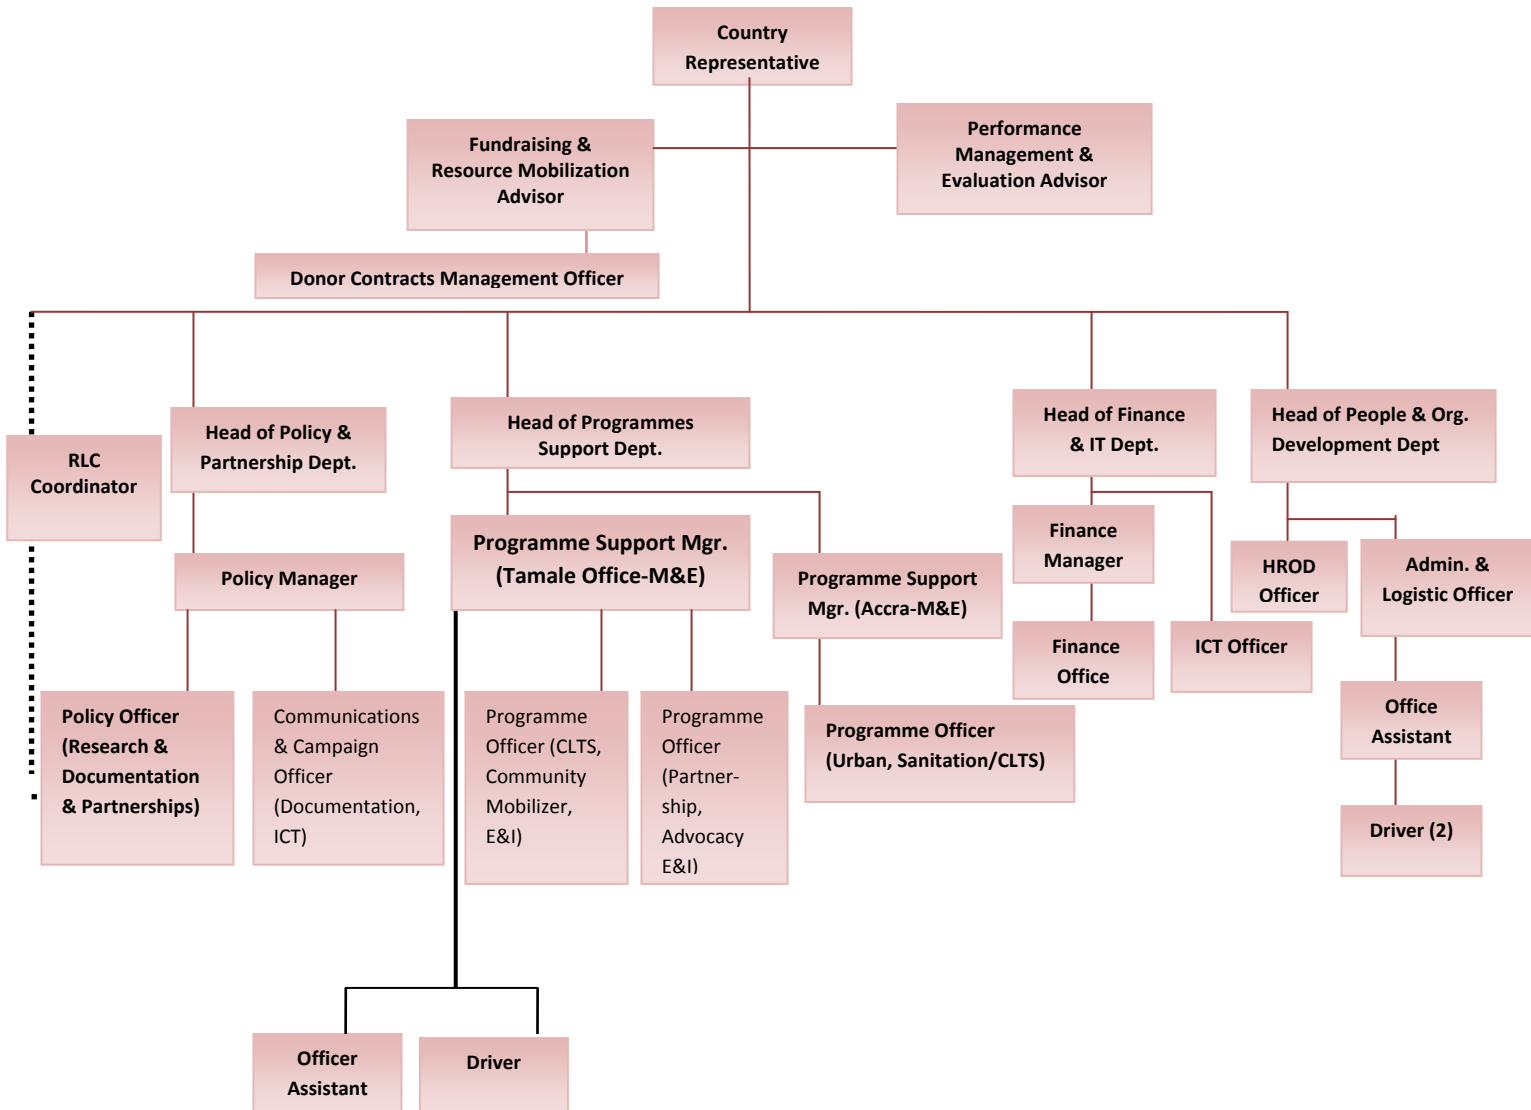 Country
Representative
Fundraising &
Resource Mobilization
Advisor
Performance
Management &
Evaluation Advisor
Donor Contracts Management Officer
RLC
Coordinator
Head of Policy &
Partnership Dept.
Head of Programmes
Support Dept.
Head of Finance
& IT Dept.
Head of People & Org.
Development Dept
Policy Manager
Programme Support Mgr.
(Tamale Office-M&E)
Programme Support
Mgr. (Accra-M&E)
Finance
Manager
HROD
Officer
Admin. &
Logistic Officer
Finance
Office
ICT Officer
Policy Officer
(Research &
Documentation
& Partnerships)
Communications
& Campaign
Officer
(Documentation,
ICT)
Programme
Officer (CLTS,
Community
Mobilizer,
E&I)
Programme
Officer
(Partner-
ship,
Advocacy
E&I)
Programme Officer
(Urban, Sanitation/CLTS)
Office
Assistant
Driver (2)
Officer
Assistant
Driver